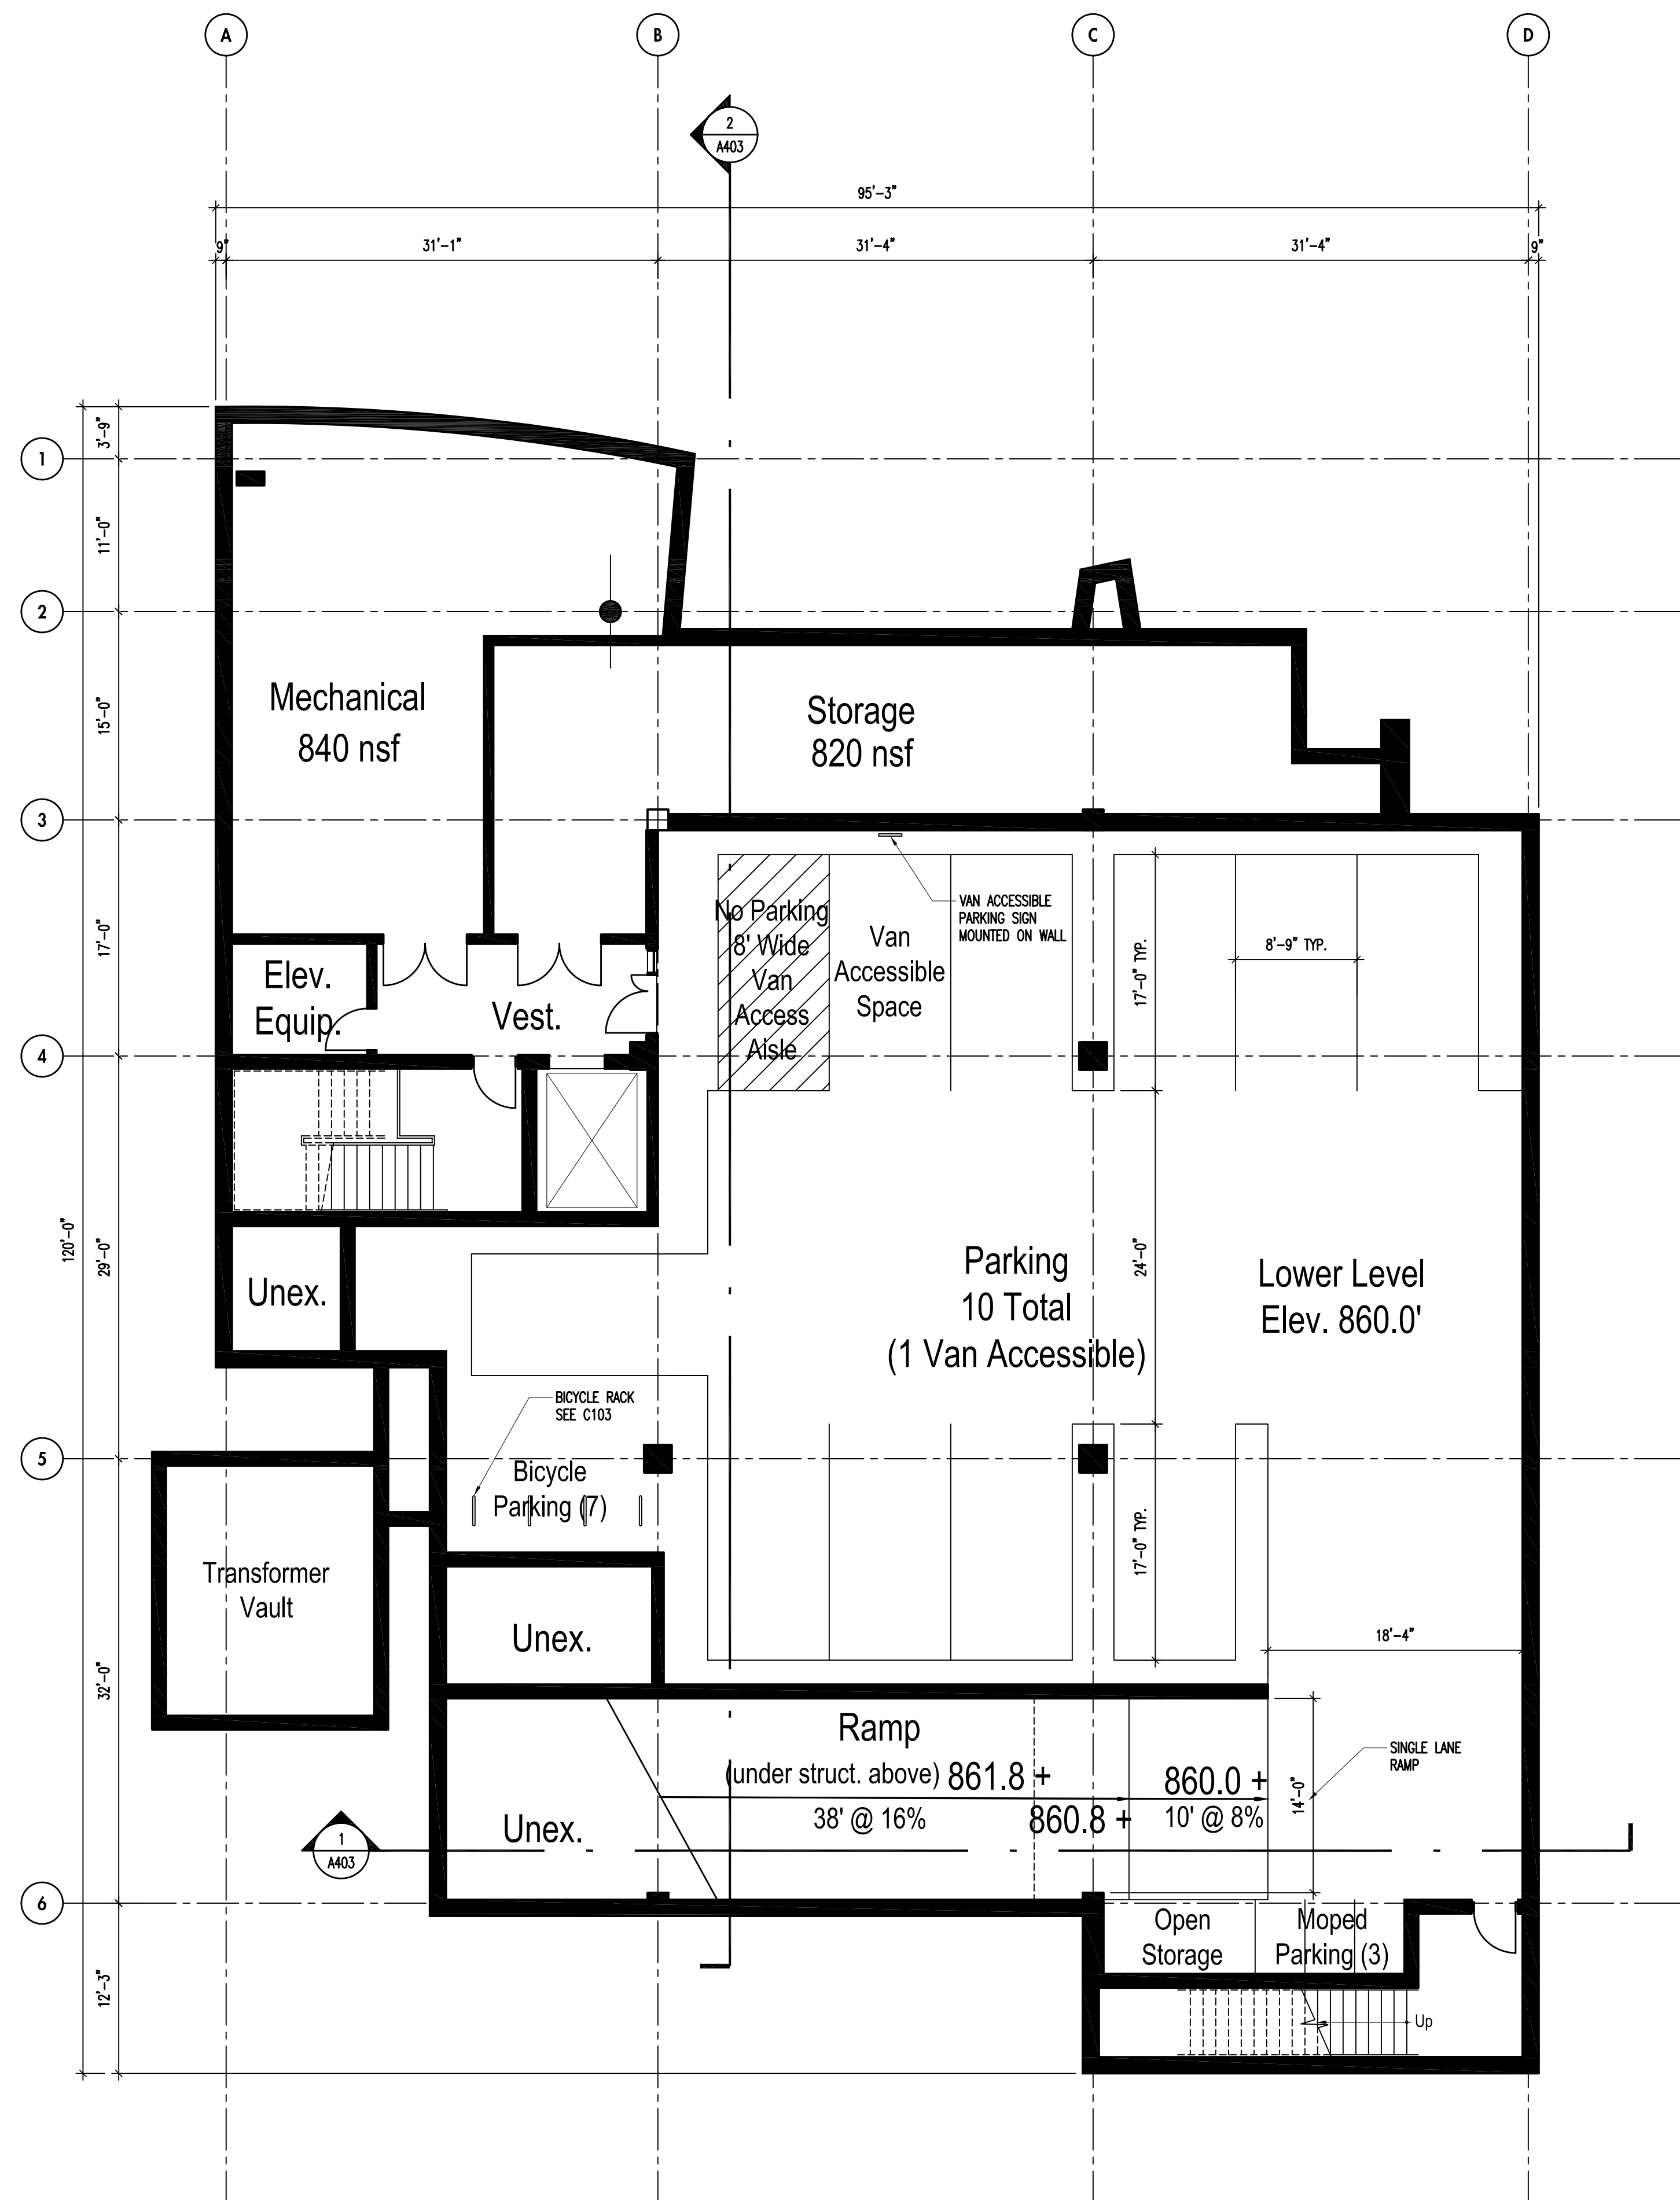 A
B
C
D
2
A403
95'-3"
9"
31'-1"
31'-4"
31'-4"
9"
3'-9"
1
11'-0"
2
15'-0"
Mechanical
840 nsf
Storage
820 nsf
3
17'-0"
VAN ACCESSIBLE
PARKING SIGN
MOUNTED ON WALL
No Parking
8' Wide
Van
Access
Aisle
Van
Accessible
Space
17'-0" TYP.
8'-9" TYP.
Elev.
Equip.
Vest.
4
120'-0"
29'-0"
Unex.
24'-0"
Parking
10 Total
(1 Van Accessible)
Lower Level
Elev. 860.0'
BICYCLE RACK
SEE C103
5
Bicycle
Parking (7)
17'-0" TYP.
Transformer
Vault
Unex.
32'-0"
18'-4"
Ramp
(under struct. above)
861.8 +
860.0 +
38' @ 16%
860.8 +
10' @ 8%
14'-0"
SINGLE LANE
RAMP
Unex.
1
A403
6
Open
Storage
Moped
Parking (3)
12'-3"
Up